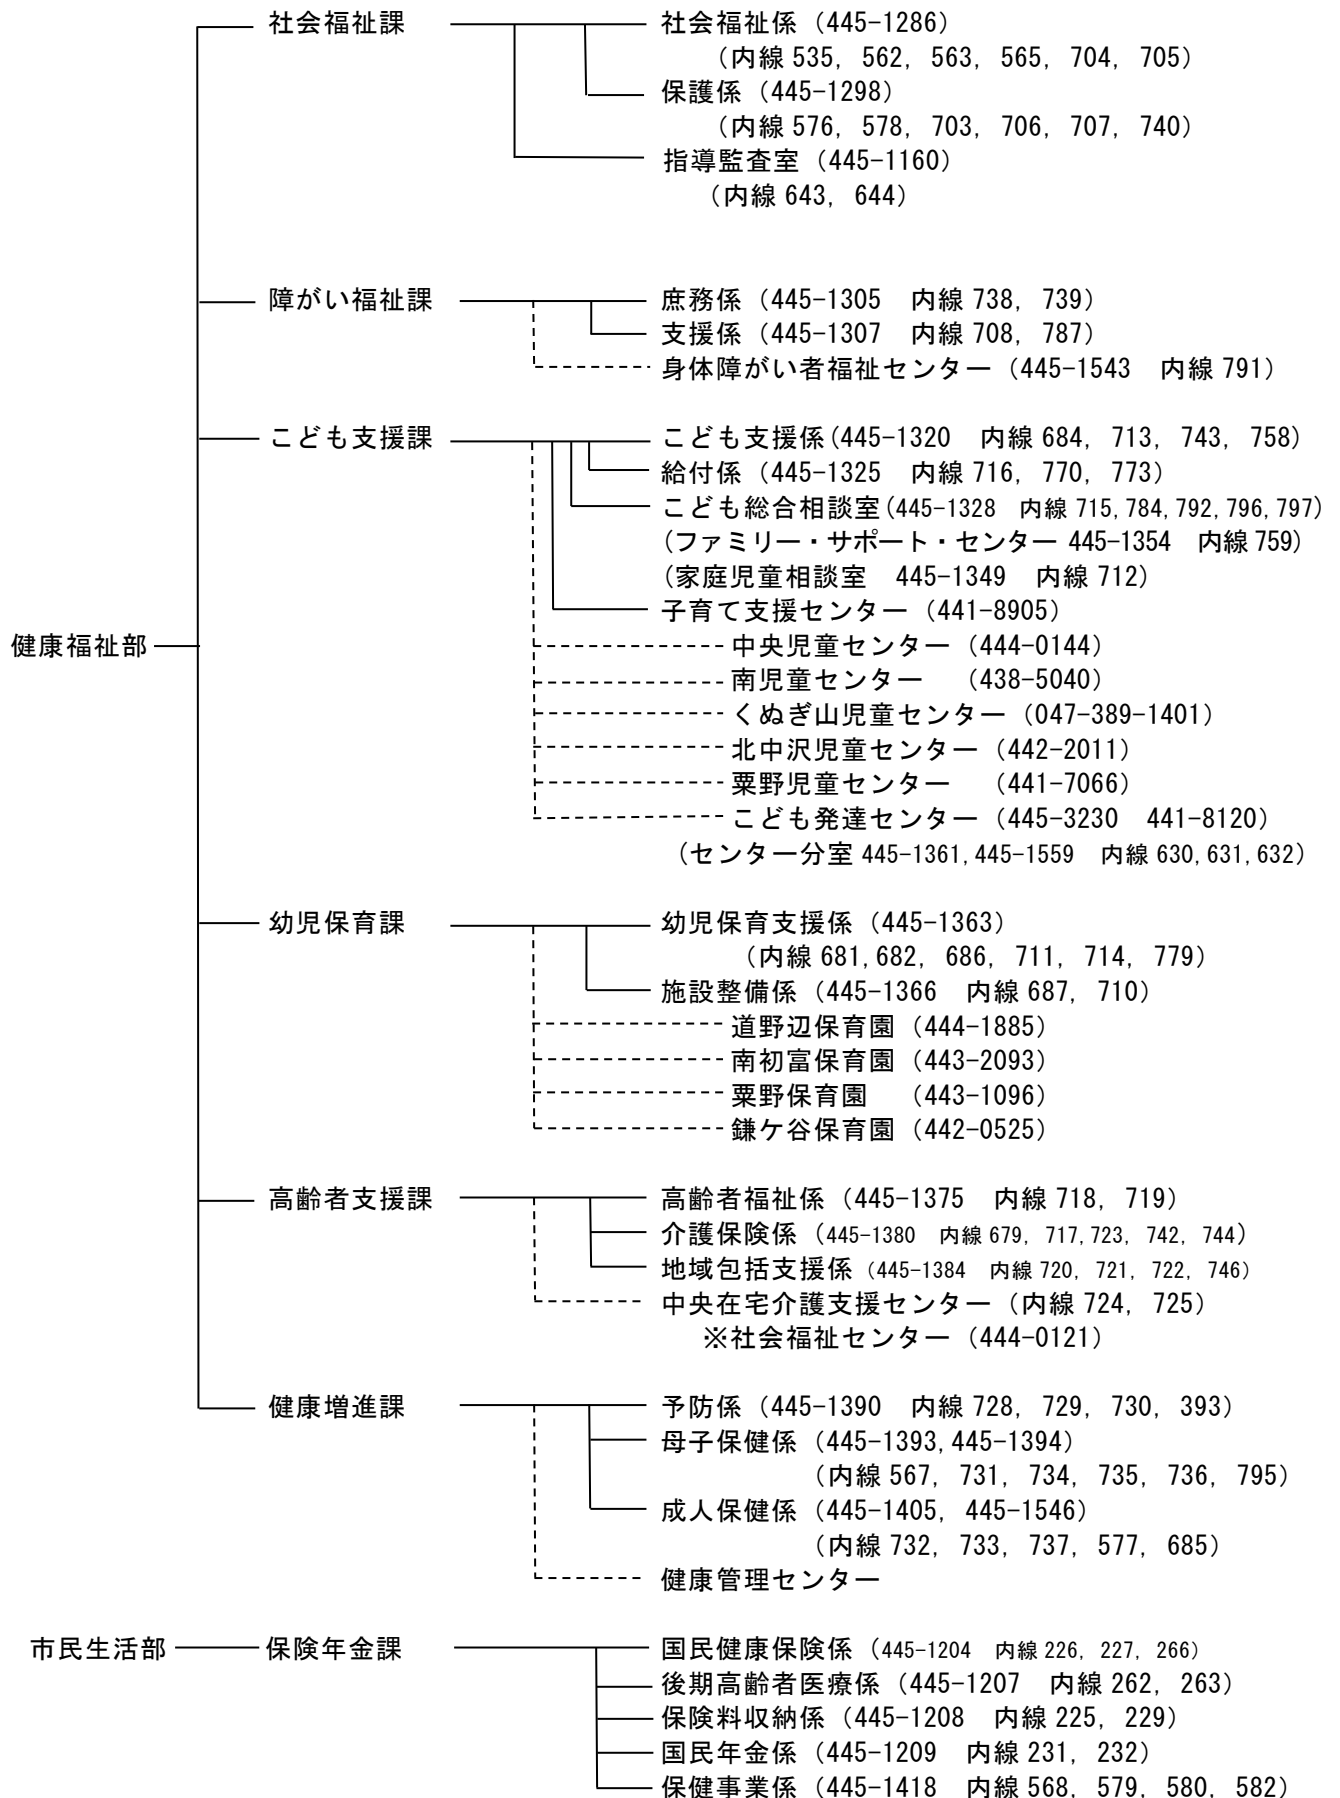 社会福祉課 社会福祉係（445-1286）
（内線 535, 562, 563, 565, 704, 705）
保護係（445-1298）
（内線 576, 578, 703, 706, 707, 740）
指導監査室（445-1160）
（内線 643, 644）
障がい福祉課 庶務係（445-1305　内線 738, 739）
支援係（445-1307　内線 708, 787）
身体障がい者福祉センター（445-1543　内線 791）
こども支援課 こども支援係(445-1320　内線 684, 713, 743, 758)
給付係（445-1325　内線 716, 770, 773）
こども総合相談室(445-1328　内線 715,784,792,796,797)
(ファミリー・サポート・センター 445-1354　内線 759)
(家庭児童相談室　445-1349　内線 712)
子育て支援センター（441-8905）
健康福祉部 中央児童センター（444-0144）
南児童センター　（438-5040）
くぬぎ山児童センター（047-389-1401）
北中沢児童センター（442-2011）
粟野児童センター　（441-7066）
こども発達センター（445-3230　441-8120）
（センター分室 445-1361,445-1559　内線 630,631,632）
幼児保育課 幼児保育支援係（445-1363）
（内線 681,682, 686, 711, 714, 779）
施設整備係（445-1366　内線 687, 710）
道野辺保育園（444-1885）
南初富保育園（443-2093）
粟野保育園　（443-1096）
鎌ケ谷保育園（442-0525）
高齢者支援課 高齢者福祉係（445-1375　内線 718, 719）
介護保険係（445-1380　内線 679, 717,723, 742, 744）
地域包括支援係（445-1384　内線 720, 721, 722, 746）
中央在宅介護支援センター（内線 724, 725）
※社会福祉センター（444-0121）
健康増進課 予防係（445-1390　内線 728, 729, 730, 393）
母子保健係（445-1393,445-1394）
（内線 567, 731, 734, 735, 736, 795）
成人保健係（445-1405, 445-1546）
（内線 732, 733, 737, 577, 685）
健康管理センター
市民生活部 保険年金課 国民健康保険係（445-1204　内線 226, 227, 266）
後期高齢者医療係（445-1207　内線 262, 263）
保険料収納係（445-1208　内線 225, 229）
国民年金係（445-1209　内線 231, 232）
保健事業係（445-1418　内線 568, 579, 580, 582）